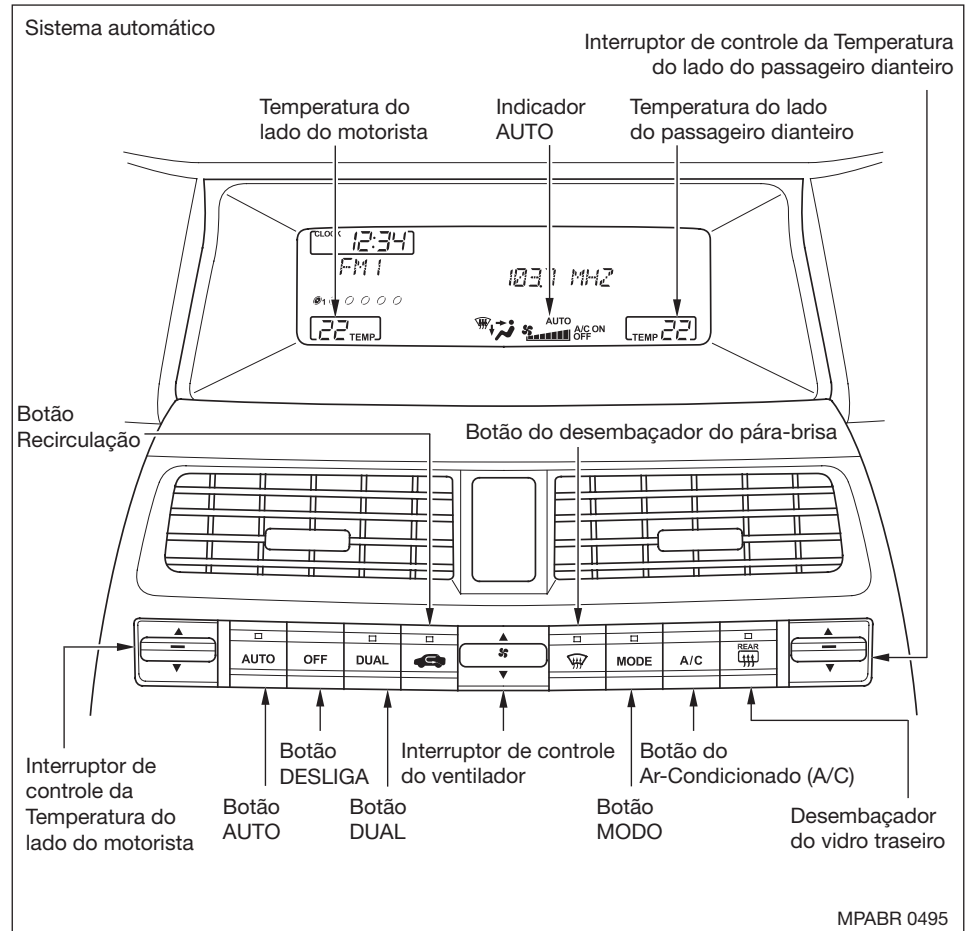 Sistema automático
Interruptor de controle da Temperatura
do lado do passageiro dianteiro
Temperatura do
lado do motorista
Indicador
AUTO
Temperatura do lado
do passageiro dianteiro
CLOCK 12:34
FM1
103.7 MHZ
1
22 TEMP
AUTO
A/C ON
OFF
TEMP 22
Botão
Recirculação
Botão do desembaçador do pára-brisa
AUTO
OFF
DUAL
MODE
A/C
REAR
Interruptor de
controle da
Temperatura do
lado do motorista
Botão
AUTO
Botão
DESLIGA
Botão
DUAL
Interruptor de controle
do ventilador
Botão
MODO
Botão do
Ar-Condicionado (A/C)
Desembaçador
do vidro traseiro
MPABR 0495